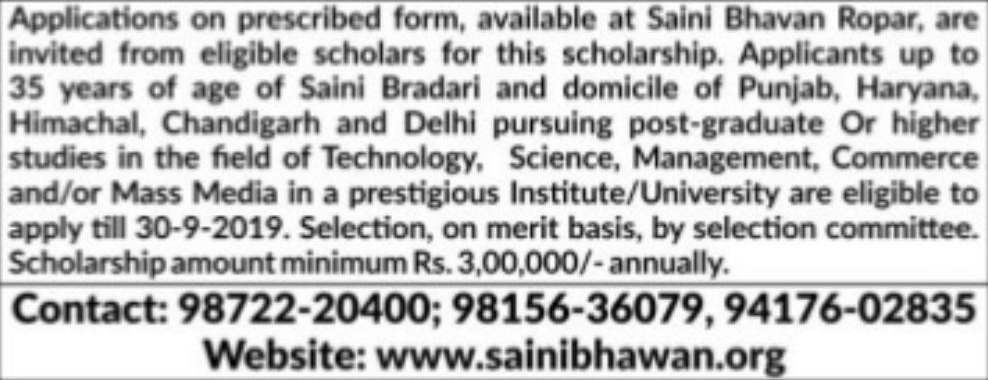 Applications on prescribed form, available at Saini Bhavan Ropar, are
invited from eligible scholars for this scholarship. Applicants up to
35 years of age of Saini Bradari and domicile of Punjab, Haryana,
Himachal, Chandigarh and Delhi pursuing post-graduate Or higher
studies in the field of Technology, Science, Management, Commerce
and/or Mass Media in a prestigious Institute/University are eligible to
apply till 30-9-2019. Selection, on merit basis, by selection committee.
Scholarship amount minimum Rs. 3,00,000/- annually.
Contact: 98722-20400; 98156-36079, 94176-02835
Website: www.sainibhawan.org